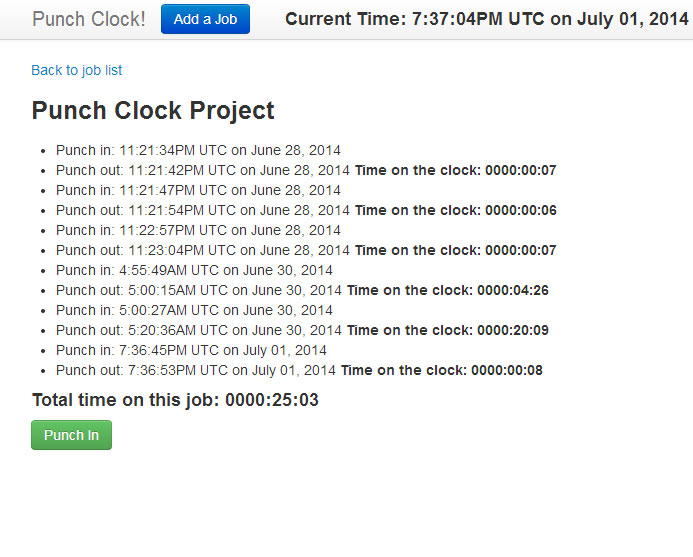 Punch Clock! Add a Job Current Time: 7:37:04PM UTC on July 01, 2014
Back to job list
Punch Clock Project
• Punch in: 11:21:34PM UTC on June 28, 2014
• Punch out: 11:21:42PM UTC on June 28, 2014 Time on the clock: 0000:00:07
• Punch in: 11:21:47PM UTC on June 28, 2014
• Punch out: 11:21:54PM UTC on June 28, 2014 Time on the clock: 0000:00:06
• Punch in: 11:22:57PM UTC on June 28, 2014
• Punch out: 11:23:04PM UTC on June 28, 2014 Time on the clock: 0000:00:07
• Punch in: 4:55:49AM UTC on June 30, 2014
• Punch out: 5:00:15AM UTC on June 30, 2014 Time on the clock: 0000:04:26
• Punch in: 5:00:27AM UTC on June 30, 2014
• Punch out: 5:20:36AM UTC on June 30, 2014 Time on the clock: 0000:20:09
• Punch in: 7:36:45PM UTC on July 01, 2014
• Punch out: 7:36:53PM UTC on July 01, 2014 Time on the clock: 0000:00:08
Total time on this job: 0000:25:03
Punch In